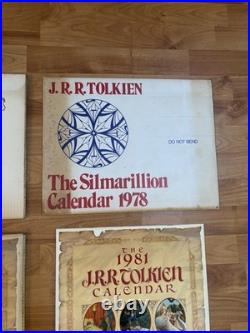 J.R.R.TOLKIEN
DO NOT BEND
The Silmarillion
Calendar 1978
THE
1981
J.R.R.TOLKIEN
CALENDAR